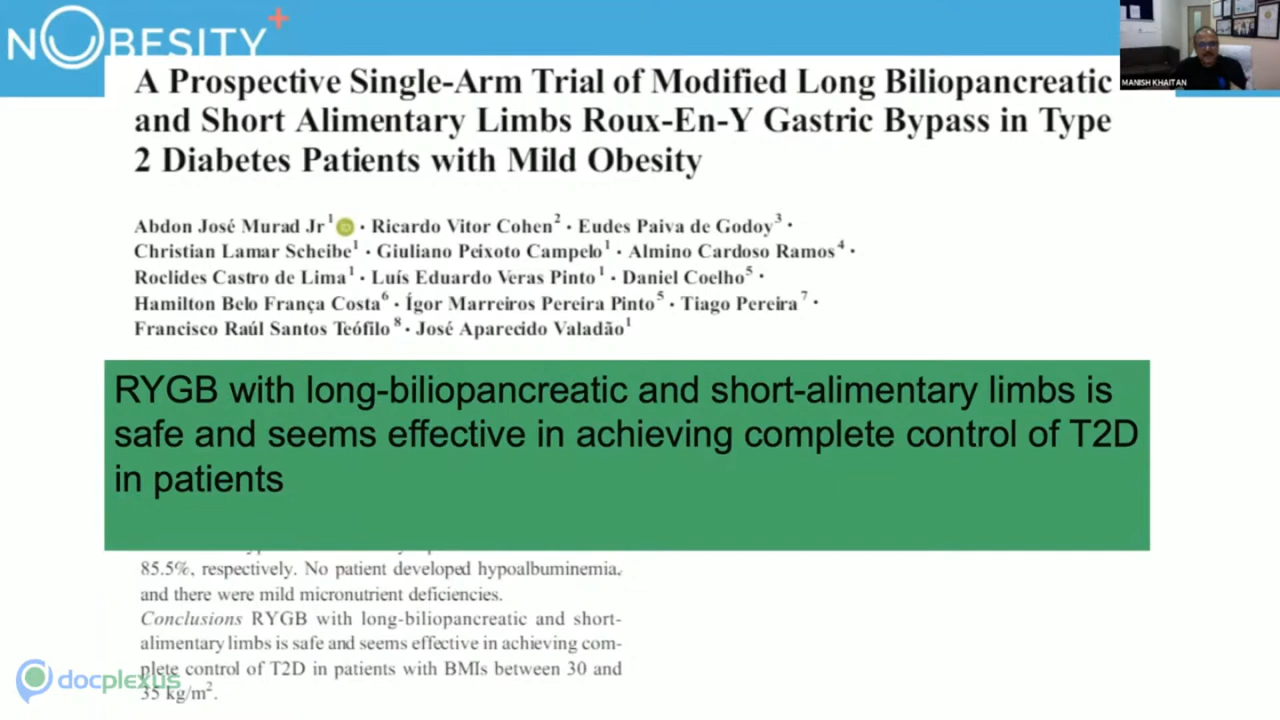 NOBESITY+
MANISH KHAITAN
A Prospective Single-Arm Trial of Modified Long Biliopancreatic
and Short Alimentary Limbs Roux-En-Y Gastric Bypass in Type
2 Diabetes Patients with Mild Obesity
Abdon José Murad Jr1 · Ricardo Vitor Cohen2 · Eudes Paiva de Godoy3 ·
Christian Lamar Scheibe1 · Giuliano Peixoto Campelo1 · Almino Cardoso Ramos4 ·
Roclides Castro de Lima1 · Luís Eduardo Veras Pinto1 · Daniel Coelho5 ·
Hamilton Belo França Costa6 · Ígor Marreiros Pereira Pinto5 · Tiago Pereira7 ·
Francisco Raúl Santos Teófilo8 · José Aparecido Valadão1
RYGB with long-biliopancreatic and short-alimentary limbs is
safe and seems effective in achieving complete control of T2D
in patients
85.5%, respectively. No patient developed hypoalbuminemia,
and there were mild micronutrient deficiencies.
Conclusions RYGB with long-biliopancreatic and short-
alimentary limbs is safe and seems effective in achieving com-
plete control of T2D in patients with BMIs between 30 and
35 kg/m2.
docplexus